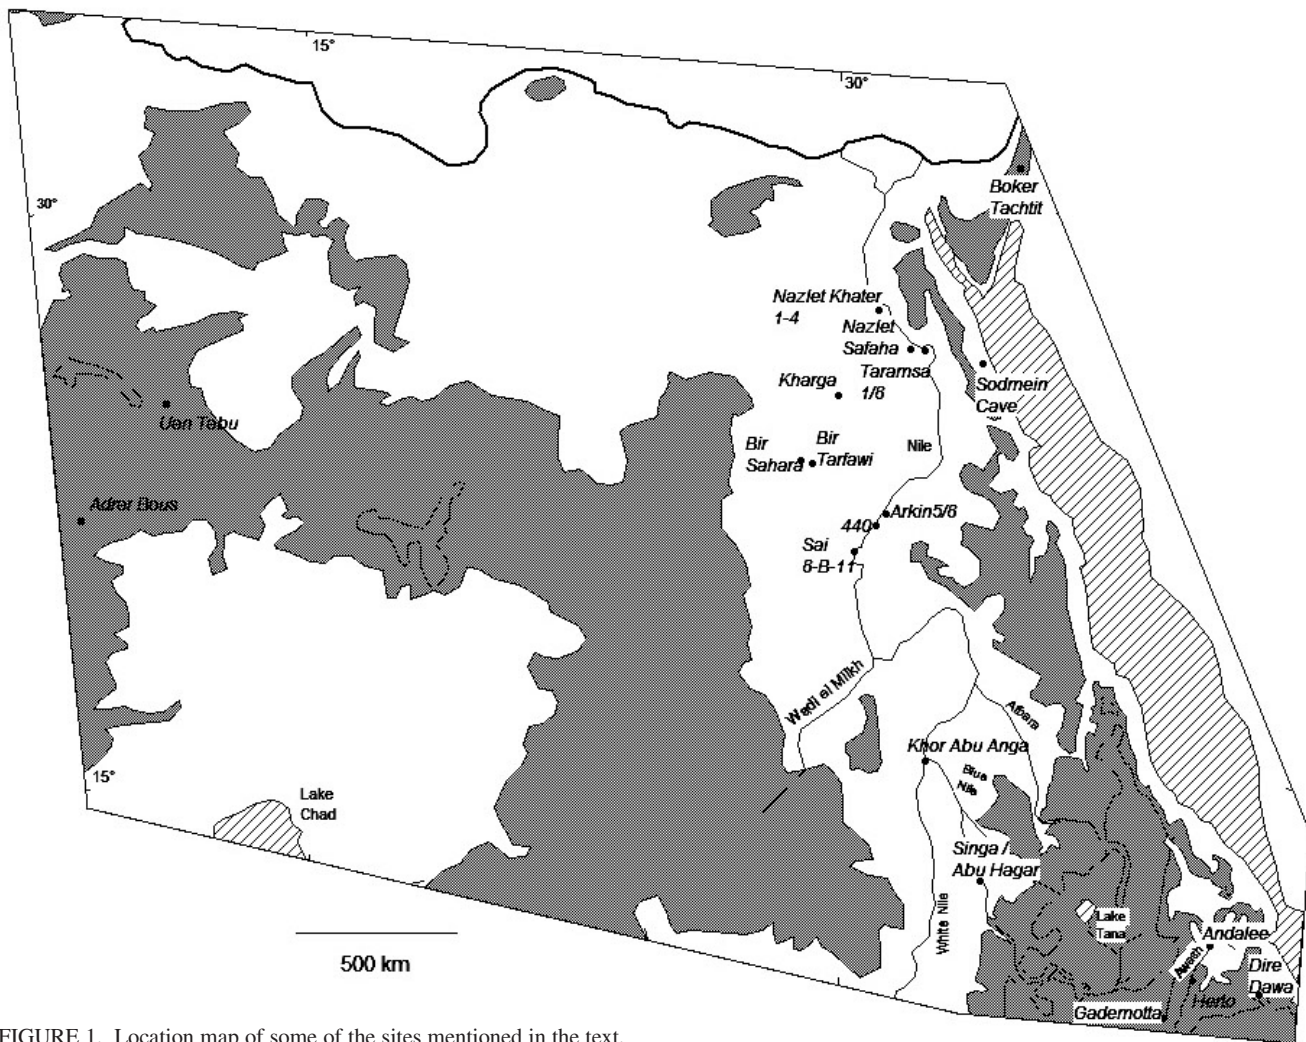 15°
30°
Boker
Tachtit
30°
Nazlet Khater
1-4
Nazlet
Safaha
Taramsa
1/8
Kharga
Sodmein
Cave
Uan Tabu
Nile
Bir
Sahara
Bir
Tarfawi
Adrar Bous
Arkin5/8
440
Sai
8-B-11
Wadi el Milkh
Atbara
Khor Abu Anga
Blue
Nile
15°
Lake
Chad
Singa /
Abu Hagar
White Nile
Lake
Tana
Andalee
Awash
Dire
Dawa
Herto
Gademotta
500 km
FIGURE 1. Location map of some of the sites mentioned in the text.